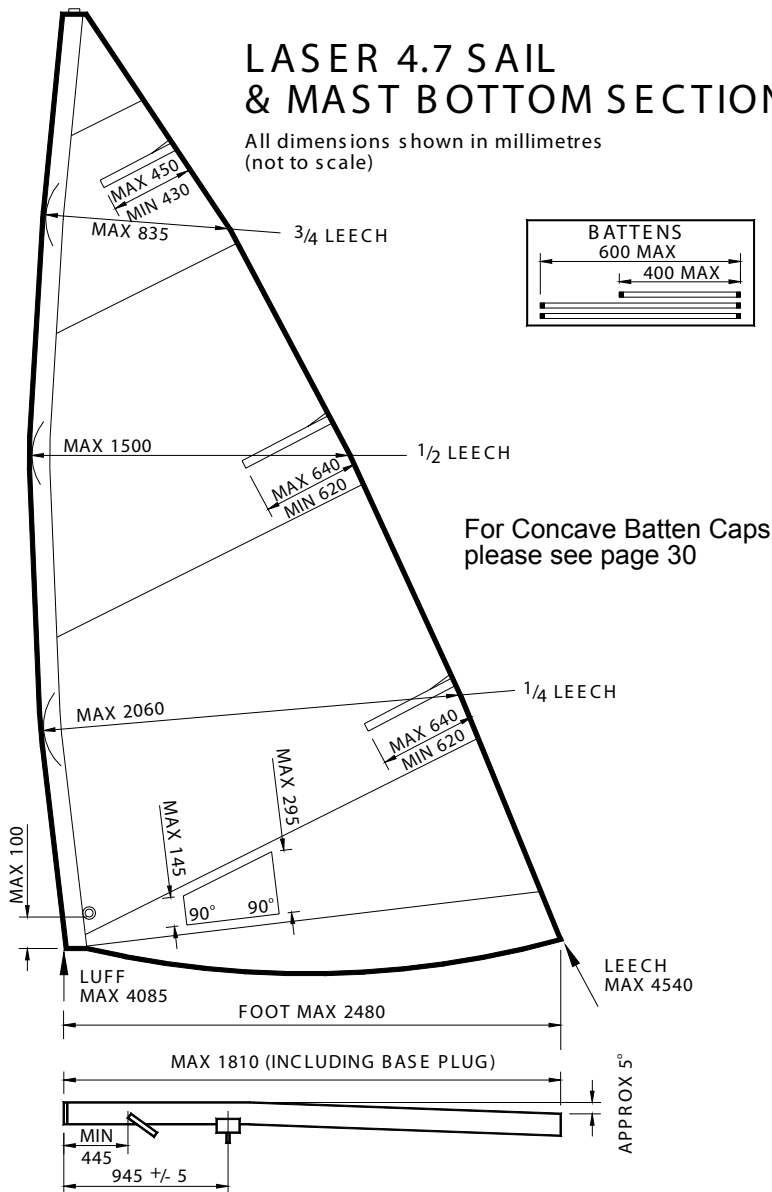 LASER 4.7 SAIL
& MAST BOTTOM SECTION
All dimensions shown in millimetres
(not to scale)
MAX 450
MIN 430
MAX 835
3/4 LEECH
BATTENS
600 MAX
400 MAX
MAX 1500
1/2 LEECH
MAX 640
MIN 620
For Concave Batten Caps
please see page 30
1/4 LEECH
MAX 2060
MAX 640
MIN 620
MAX 295
MAX 145
MAX 100
90°
90°
LUFF
MAX 4085
LEECH
MAX 4540
FOOT MAX 2480
MAX 1810 (INCLUDING BASE PLUG)
APPROX 5°
MIN
445
945 +/- 5